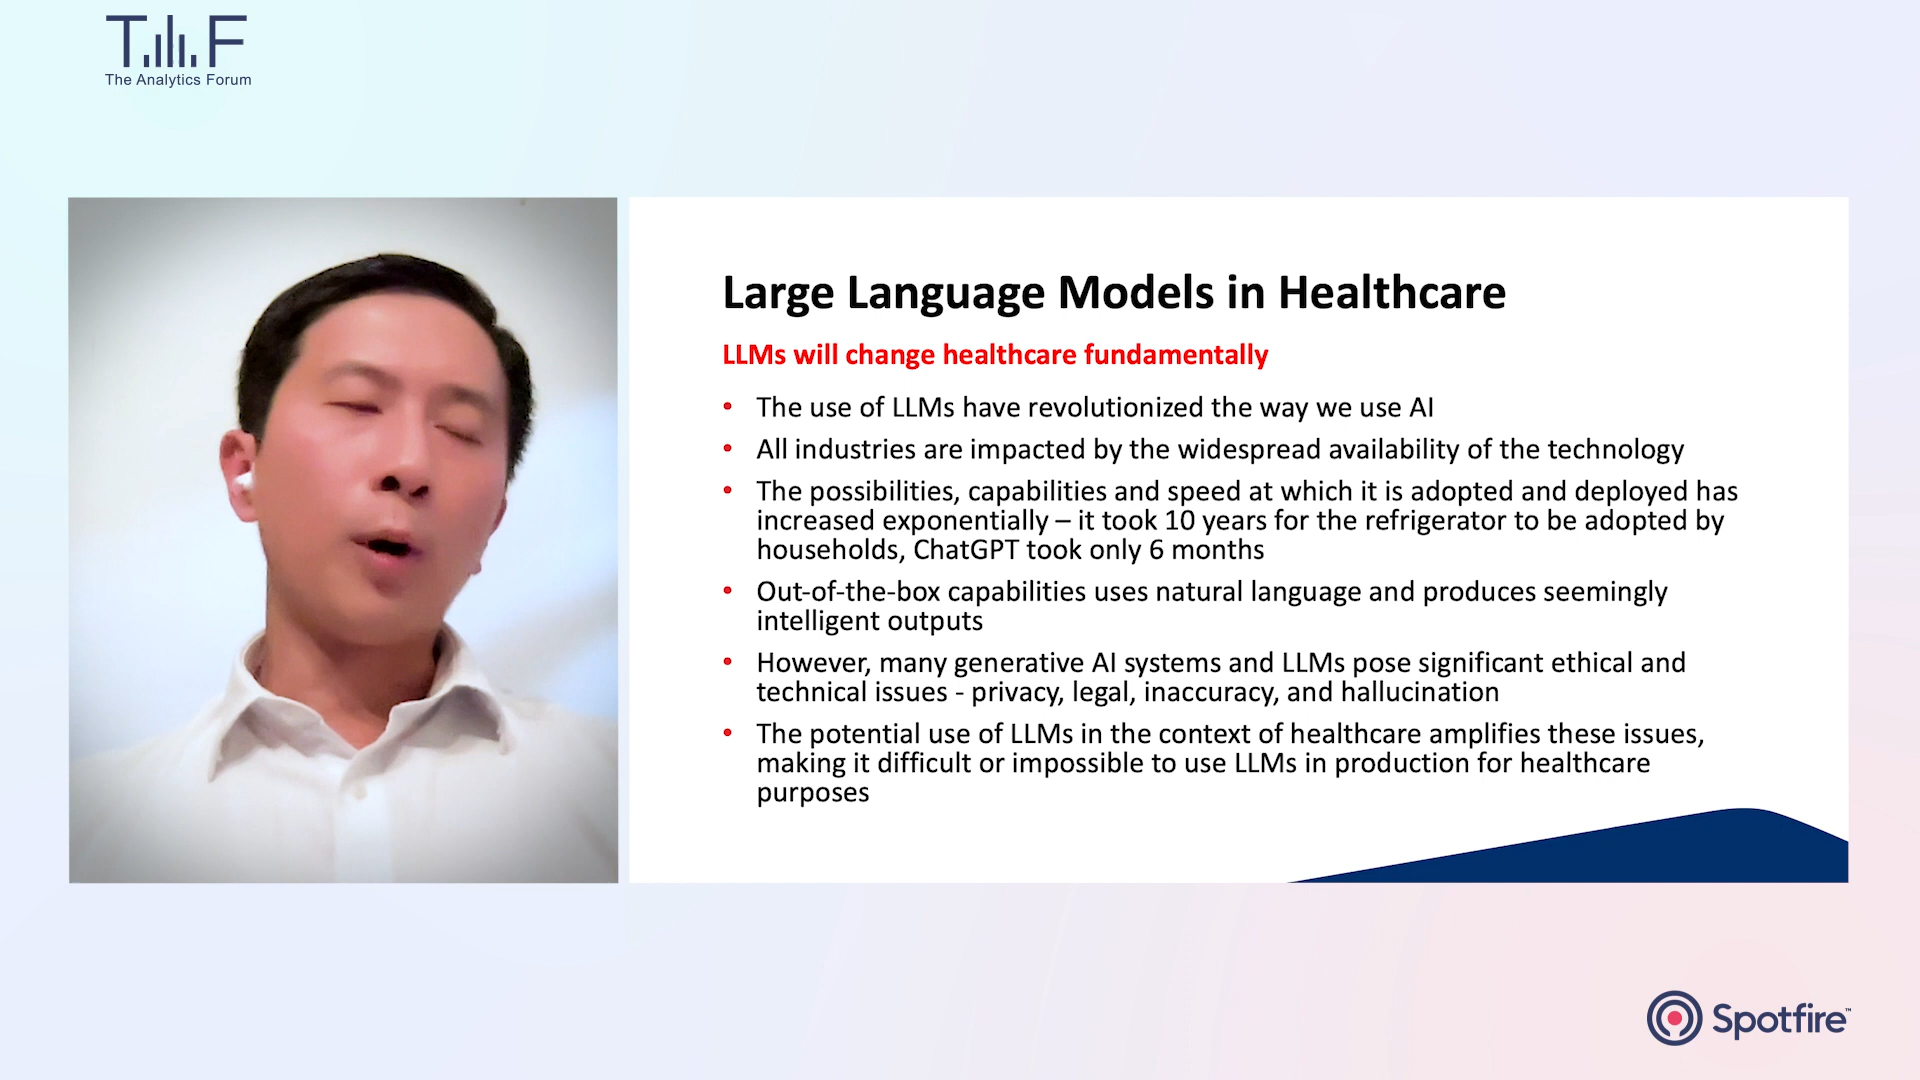 T F
The Analytics Forum
Large Language Models in Healthcare
LLMs will change healthcare fundamentally
• The use of LLMs have revolutionized the way we use AI
• All industries are impacted by the widespread availability of the technology
• The possibilities, capabilities and speed at which it is adopted and deployed has
increased exponentially – it took 10 years for the refrigerator to be adopted by
households, ChatGPT took only 6 months
• Out-of-the-box capabilities uses natural language and produces seemingly
intelligent outputs
• However, many generative AI systems and LLMs pose significant ethical and
technical issues - privacy, legal, inaccuracy, and hallucination
• The potential use of LLMs in the context of healthcare amplifies these issues,
making it difficult or impossible to use LLMs in production for healthcare
purposes
Spotfire™